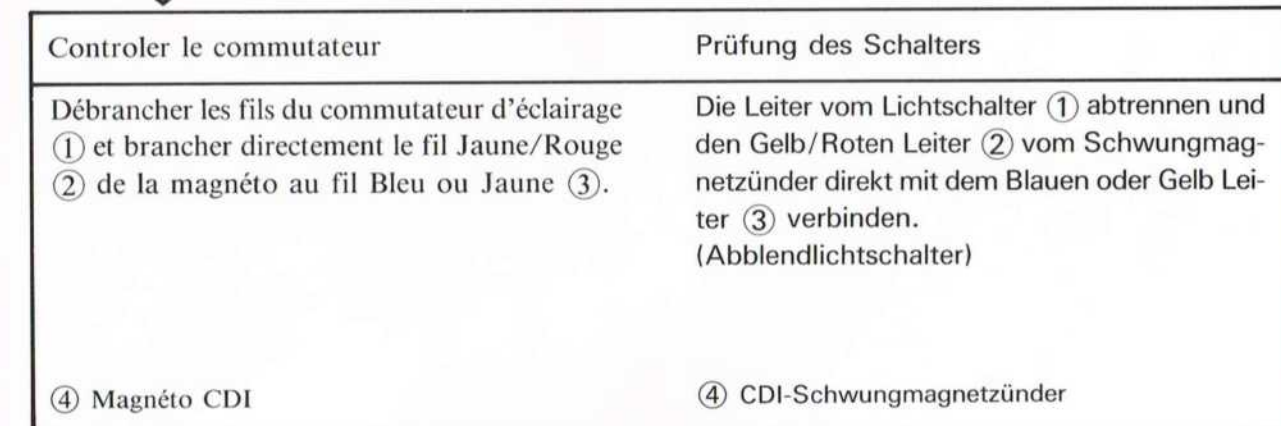 Controler le commutateur
Débrancher les fils du commutateur d'éclairage
① et brancher directement le fil Jaune/Rouge
② de la magnéto au fil Bleu ou Jaune ③.
④ Magnéto CDI
Prüfung des Schalters
Die Leiter vom Lichtschalter ① abtrennen und
den Gelb/Roten Leiter ② vom Schwungmag-
netzünder direkt mit dem Blauen oder Gelb Lei-
ter ③ verbinden.
(Abblendlichtschalter)
④ CDI-Schwungmagnetzünder